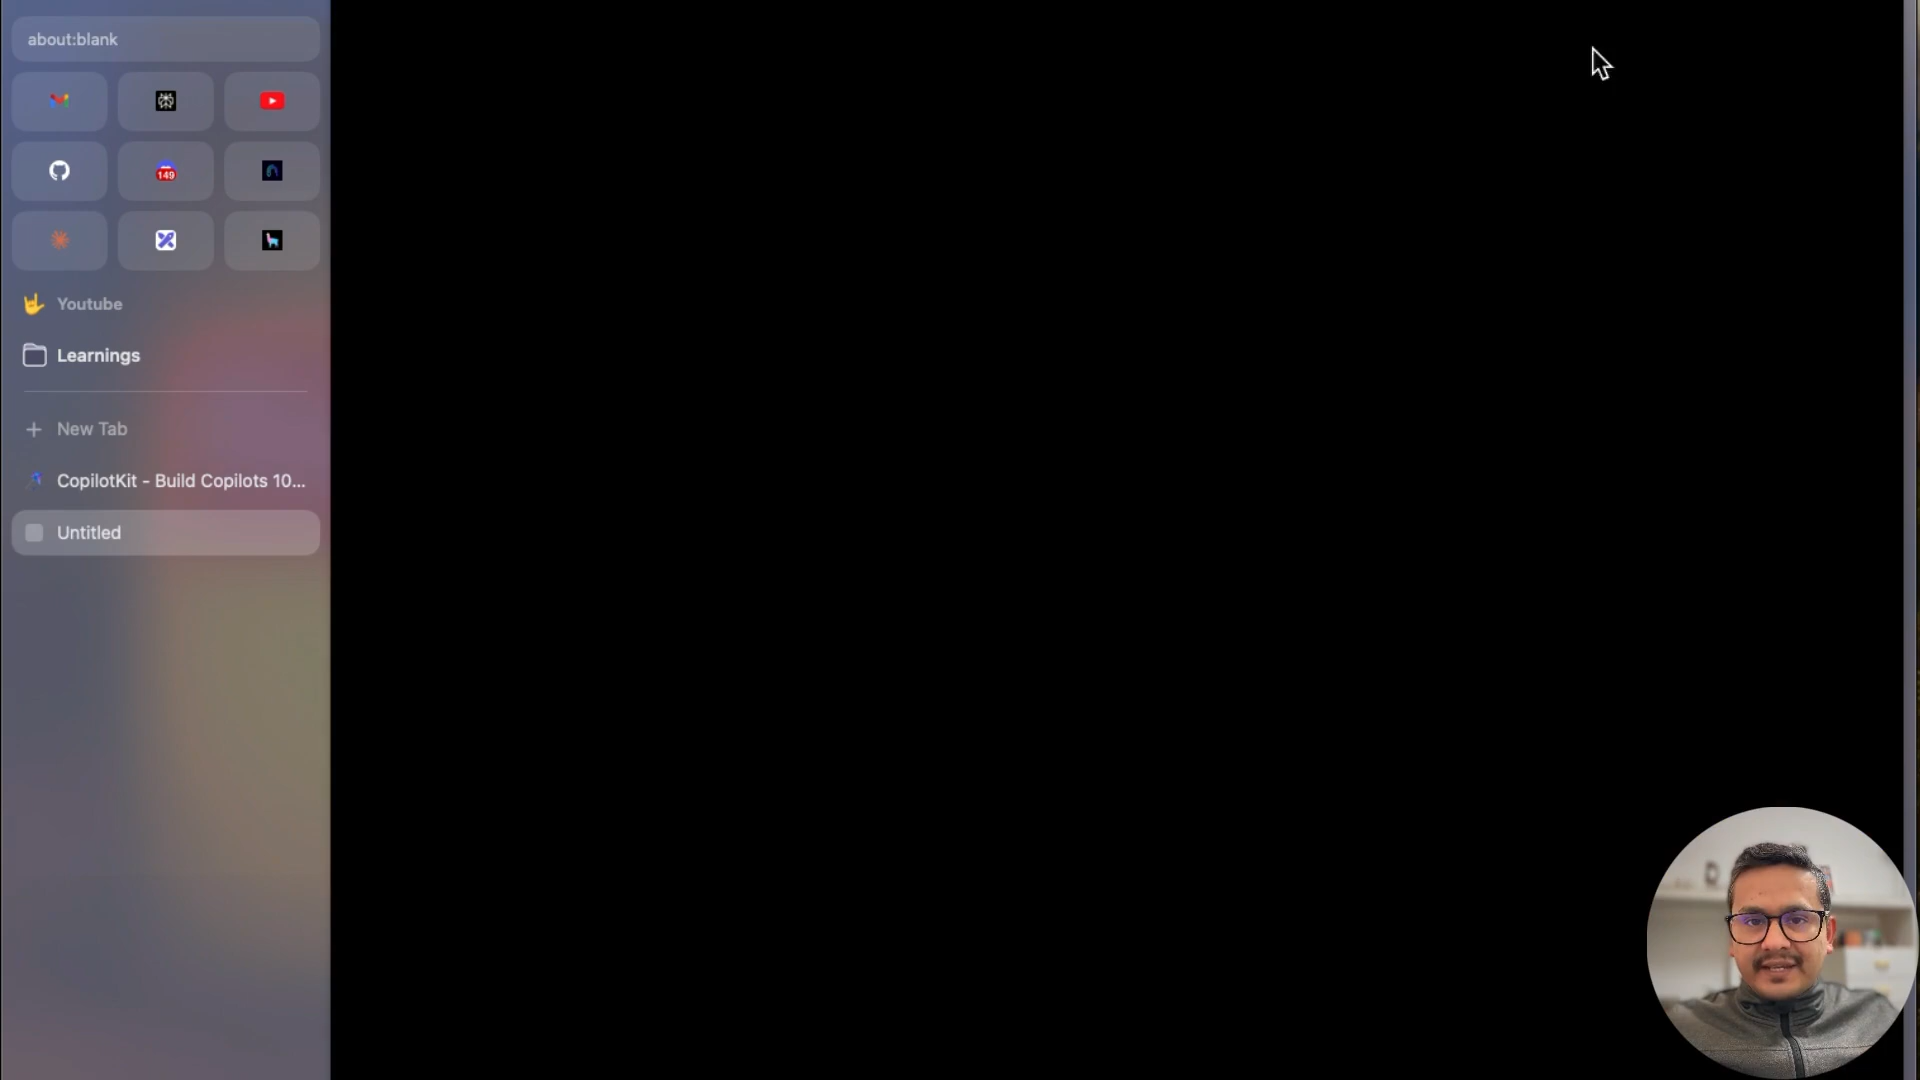 about:blank
149
Youtube
Learnings
New Tab
CopilotKit - Build Copilots 10...
Untitled